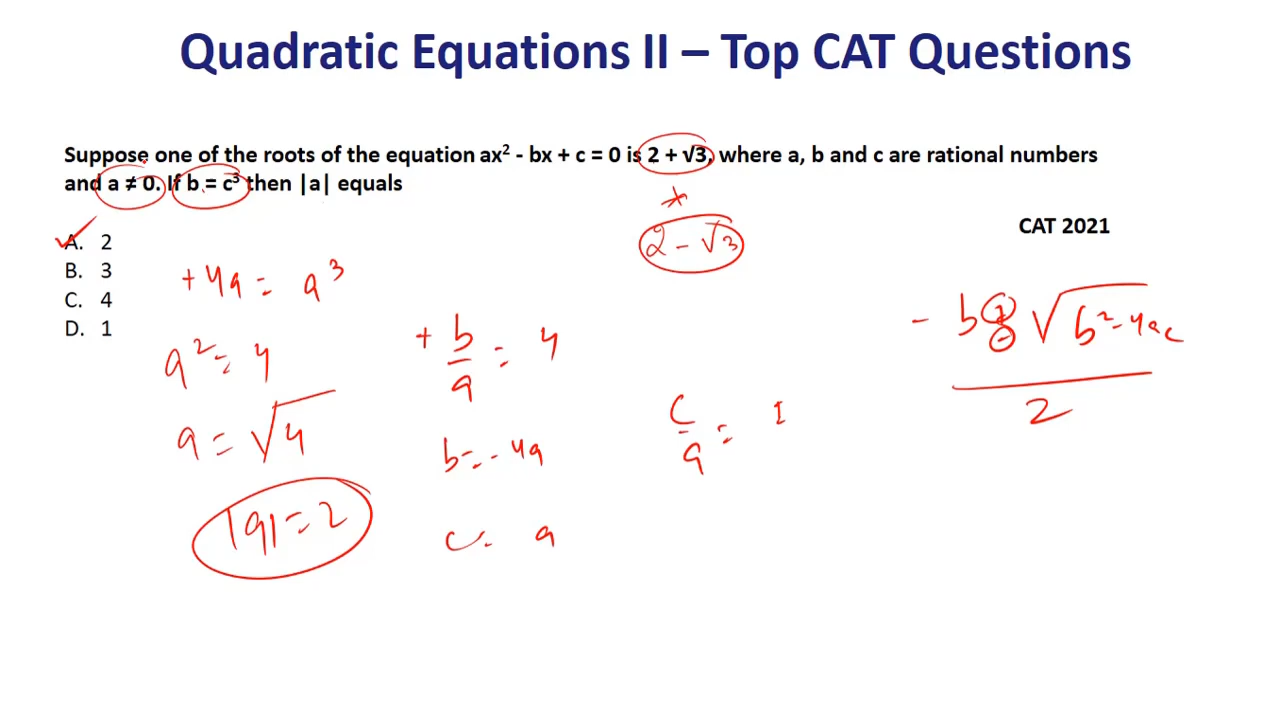 Quadratic Equations II – Top CAT Questions
Suppose one of the roots of the equation ax² - bx + c = 0 is 2 + √3, where a, b and c are rational numbers
and a ≠ 0. If b = c³ then |a| equals
CAT 2021
A. 2
B. 3
C. 4
D. 1
2 - √3
+4a = a³
a² = 4
a = √4
|a| = 2
+ b/a = 4
b = - 4a
c = a
c/a = 1
- b ± √b² - 4ac
2